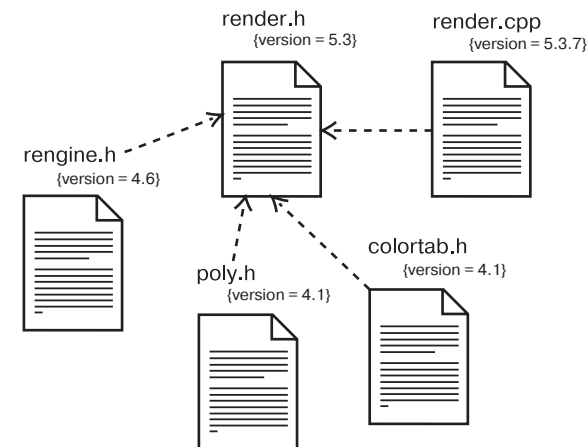 render.h
{version = 5.3}
render.cpp
{version = 5.3.7}
rengine.h
{version = 4.6}
poly.h
{version = 4.1}
colortab.h
{version = 4.1}